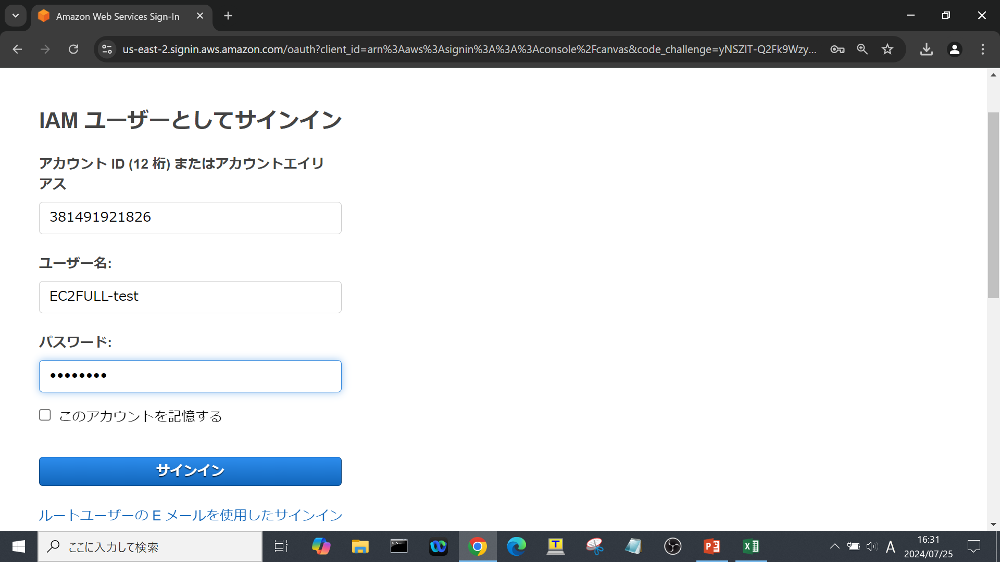 Amazon Web Services Sign-In
us-east-2.signin.aws.amazon.com/oauth?client_id=arn%3Aaws%3Asignin%3A%3A%3Aconsole%2Fcanvas&code_challenge=yNSZlT-Q2Fk9Wzy...
IAM ユーザーとしてサインイン
アカウント ID (12 桁) またはアカウントエイリ
アス
381491921826
ユーザー名:
EC2FULL-test
パスワード:
••••••••
このアカウントを記憶する
サインイン
ルートユーザーの E メールを使用したサインイン
ここに入力して検索
A
16:31
2024/07/25